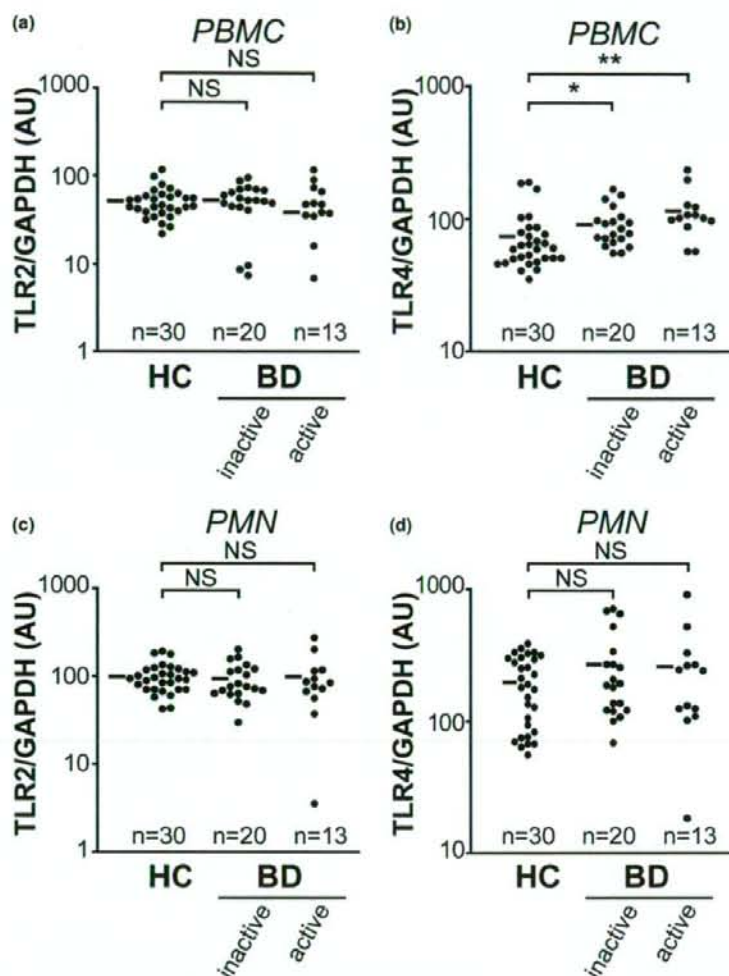 (a)
PBMC
NS
NS
TLR2/GAPDH (AU)
1000
100
10
1
n=30 n=20 n=13
HC BD
inactive active
(b)
PBMC
**
*
TLR4/GAPDH (AU)
1000
100
10
n=30 n=20 n=13
HC BD
inactive active
(c)
PMN
NS
NS
TLR2/GAPDH (AU)
1000
100
10
1
n=30 n=20 n=13
HC BD
inactive active
(d)
PMN
NS
NS
TLR4/GAPDH (AU)
1000
100
10
n=30 n=20 n=13
HC BD
inactive active